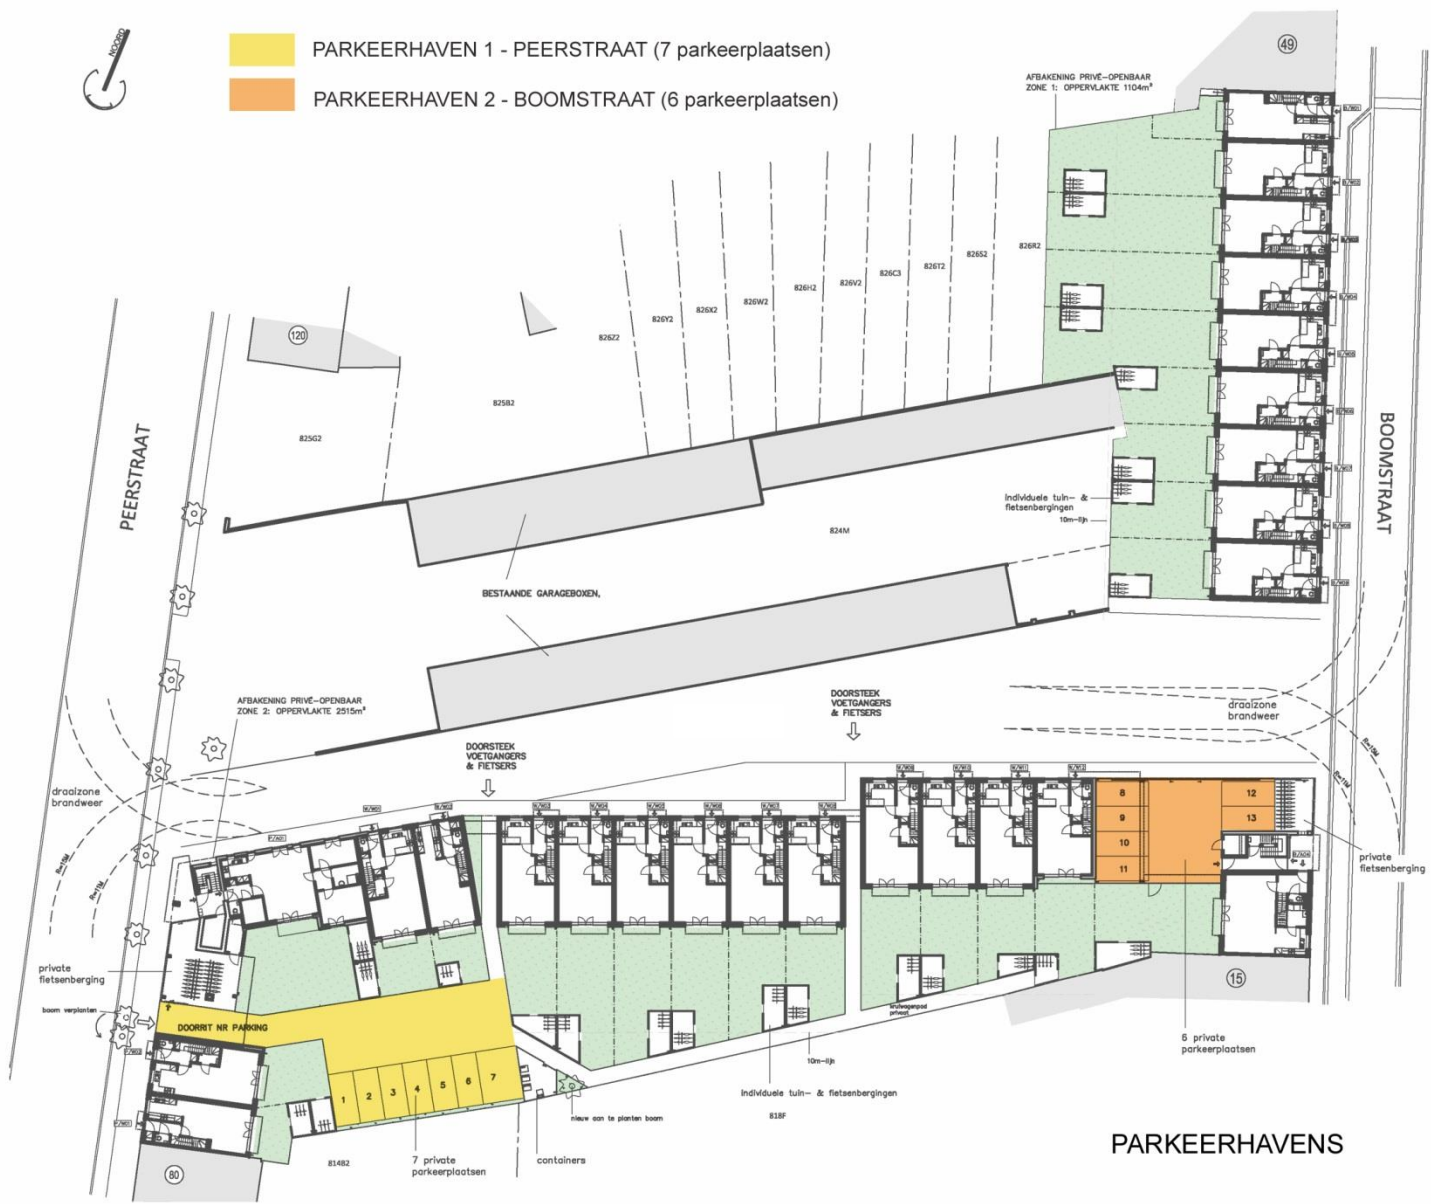 NOORD
PARKEERHAVEN 1 - PEERSTRAAT (7 parkeerplaatsen)
PARKEERHAVEN 2 - BOOMSTRAAT (6 parkeerplaatsen)
49
AFBAKENING PRIVÉ-OPENBAAR
ZONE 1: OPPERVLAKTE 1104m²
826R2
826S2
826T2
826C3
826V2
826H2
826W2
826X2
826Y2
826Z2
120
825B2
825G2
PEERSTRAAT
BOOMSTRAAT
individuele tuin- &
fietsenbergingen
10m-lijn
824M
BESTAANDE GARAGEBOXEN,
AFBAKENING PRIVÉ-OPENBAAR
ZONE 2: OPPERVLAKTE 2515m²
DOORSTEEK
VOETGANGERS
& FIETSERS
DOORSTEEK
VOETGANGERS
& FIETSERS
draaizone
brandweer
draaizone
brandweer
8
9
10
11
12
13
private
fietsenberging
private
fietsenberging
boom verplanten
DOORRIT NR PARKING
15
6 private
parkeerplaatsen
10m-lijn
1
2
3
4
5
6
7
Individuele tuin- & fietsenbergingen
nieuw aan te planten boom
818F
containers
7 private
parkeerplaatsen
814B2
80
PARKEERHAVENS